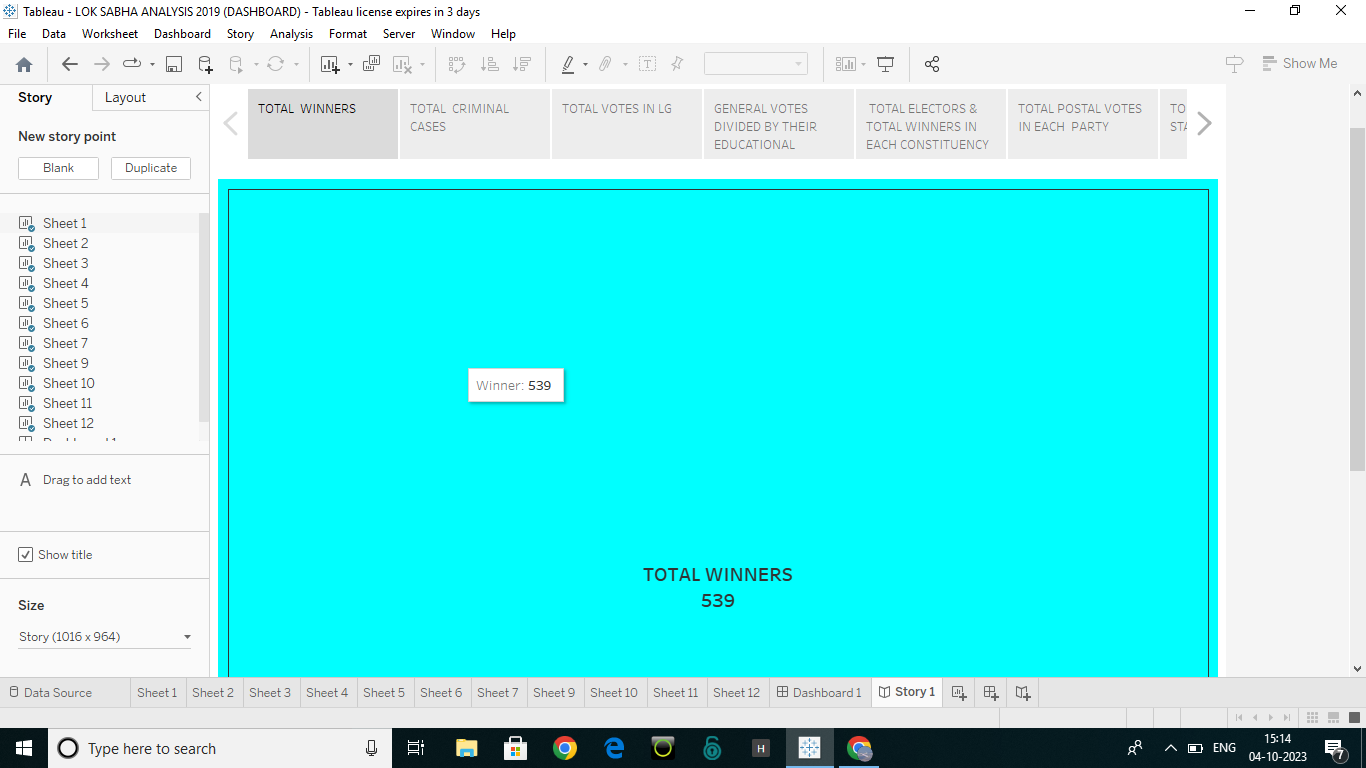 Tableau - LOK SABHA ANALYSIS 2019 (DASHBOARD) - Tableau license expires in 3 days
File Data Worksheet Dashboard Story Analysis Format Server Window Help
Show Me
Story Layout
New story point
Blank Duplicate
Sheet 1
Sheet 2
Sheet 3
Sheet 4
Sheet 5
Sheet 6
Sheet 7
Sheet 9
Sheet 10
Sheet 11
Sheet 12
A Drag to add text
Show title
Size
Story (1016 x 964)
TOTAL WINNERS
TOTAL CRIMINAL
CASES
TOTAL VOTES IN LG
GENERAL VOTES
DIVIDED BY THEIR
EDUCATIONAL
TOTAL ELECTORS &
TOTAL WINNERS IN
EACH CONSTITUENCY
TOTAL POSTAL VOTES
IN EACH PARTY
TO
Winner: 539
TOTAL WINNERS
539
Data Source Sheet 1 Sheet 2 Sheet 3 Sheet 4 Sheet 5 Sheet 6 Sheet 7 Sheet 9 Sheet 10 Sheet 11 Sheet 12 Dashboard 1 Story 1
Type here to search
H
ENG
15:14
04-10-2023
7